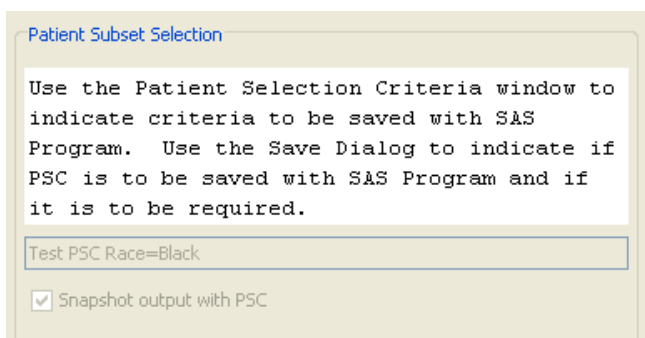 Patient Subset Selection
Use the Patient Selection Criteria window to
indicate criteria to be saved with SAS
Program.  Use the Save Dialog to indicate if
PSC is to be saved with SAS Program and if
it is to be required.
Test PSC Race=Black
Snapshot output with PSC